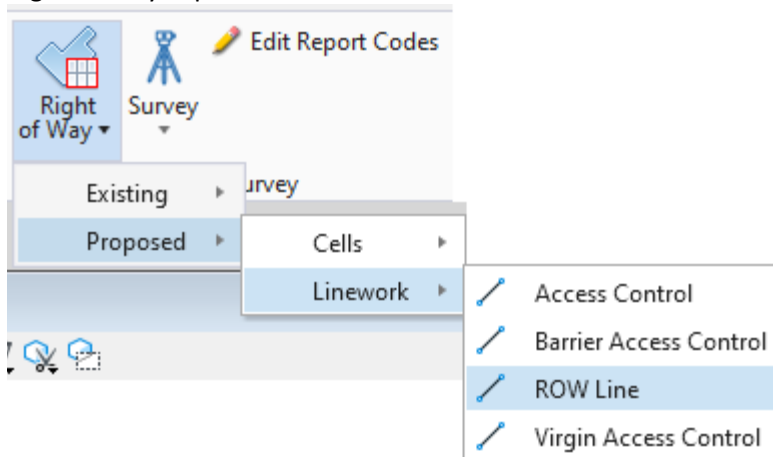 Edit Report Codes
Right
of Way
Survey
Existing
Proposed
Cells
Linework
Access Control
Barrier Access Control
ROW Line
Virgin Access Control